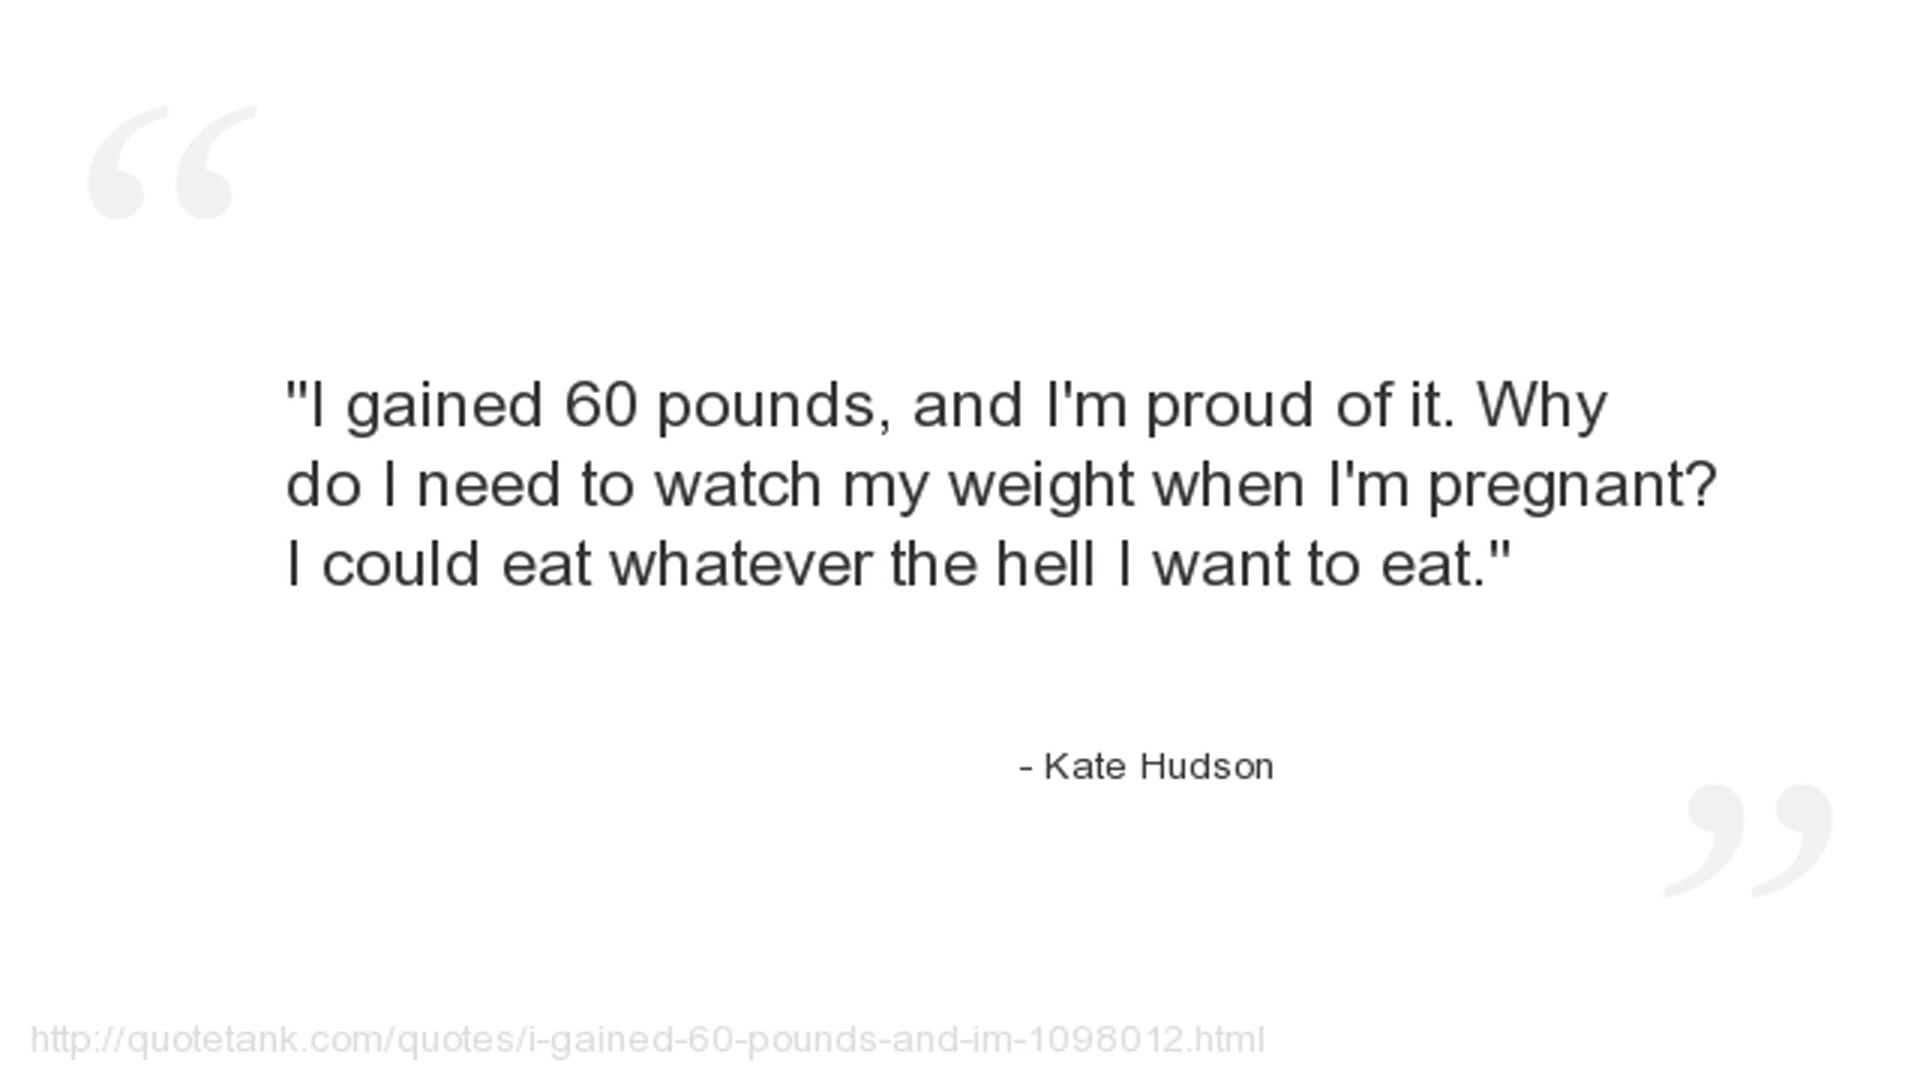 "I gained 60 pounds, and I'm proud of it. Why
do I need to watch my weight when I'm pregnant?
I could eat whatever the hell I want to eat."
- Kate Hudson
http://quotetank.com/quotes/i-gained-60-pounds-and-im-1098012.html